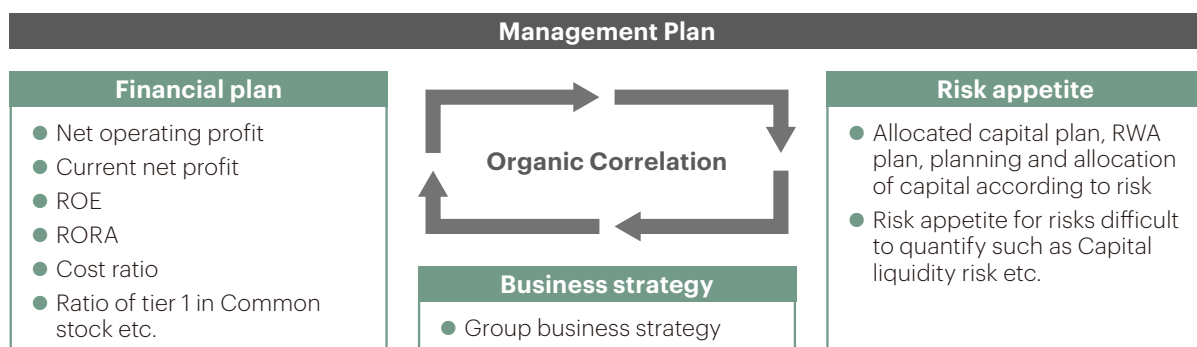 Management Plan
Financial plan
Net operating profit
Current net profit
ROE
RORA
Cost ratio
Ratio of tier 1 in Common
stock etc.
Organic Correlation
Business strategy
Group business strategy
Risk appetite
Allocated capital plan, RWA
plan, planning and allocation
of capital according to risk
Risk appetite for risks difficult
to quantify such as Capital
liquidity risk etc.